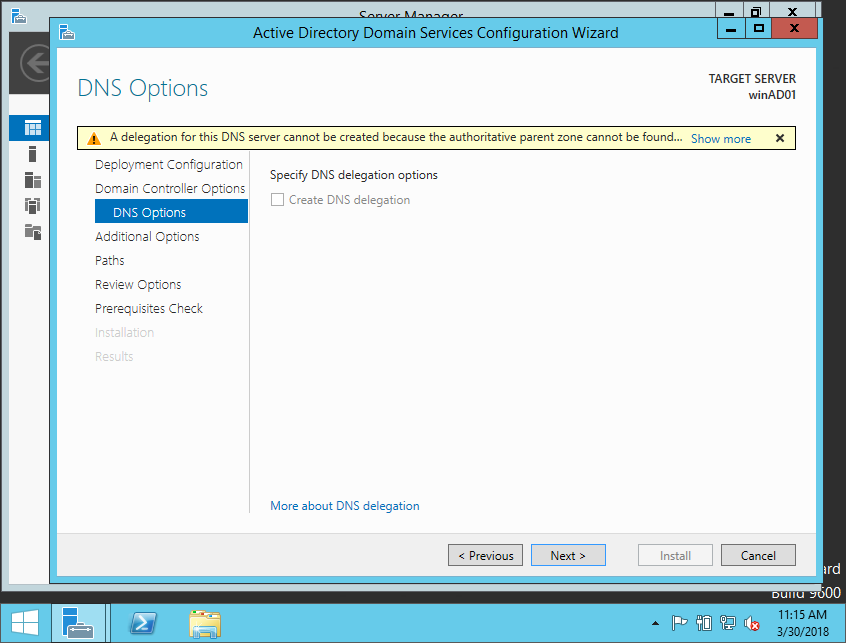 Server Manager
Active Directory Domain Services Configuration Wizard
DNS Options
TARGET SERVER
winAD01
A delegation for this DNS server cannot be created because the authoritative parent zone cannot be found... Show more
Deployment Configuration
Domain Controller Options
DNS Options
Additional Options
Paths
Review Options
Prerequisites Check
Installation
Results
Specify DNS delegation options
Create DNS delegation
More about DNS delegation
< Previous
Next >
Install
Cancel
Build 9600
11:15 AM
3/30/2018